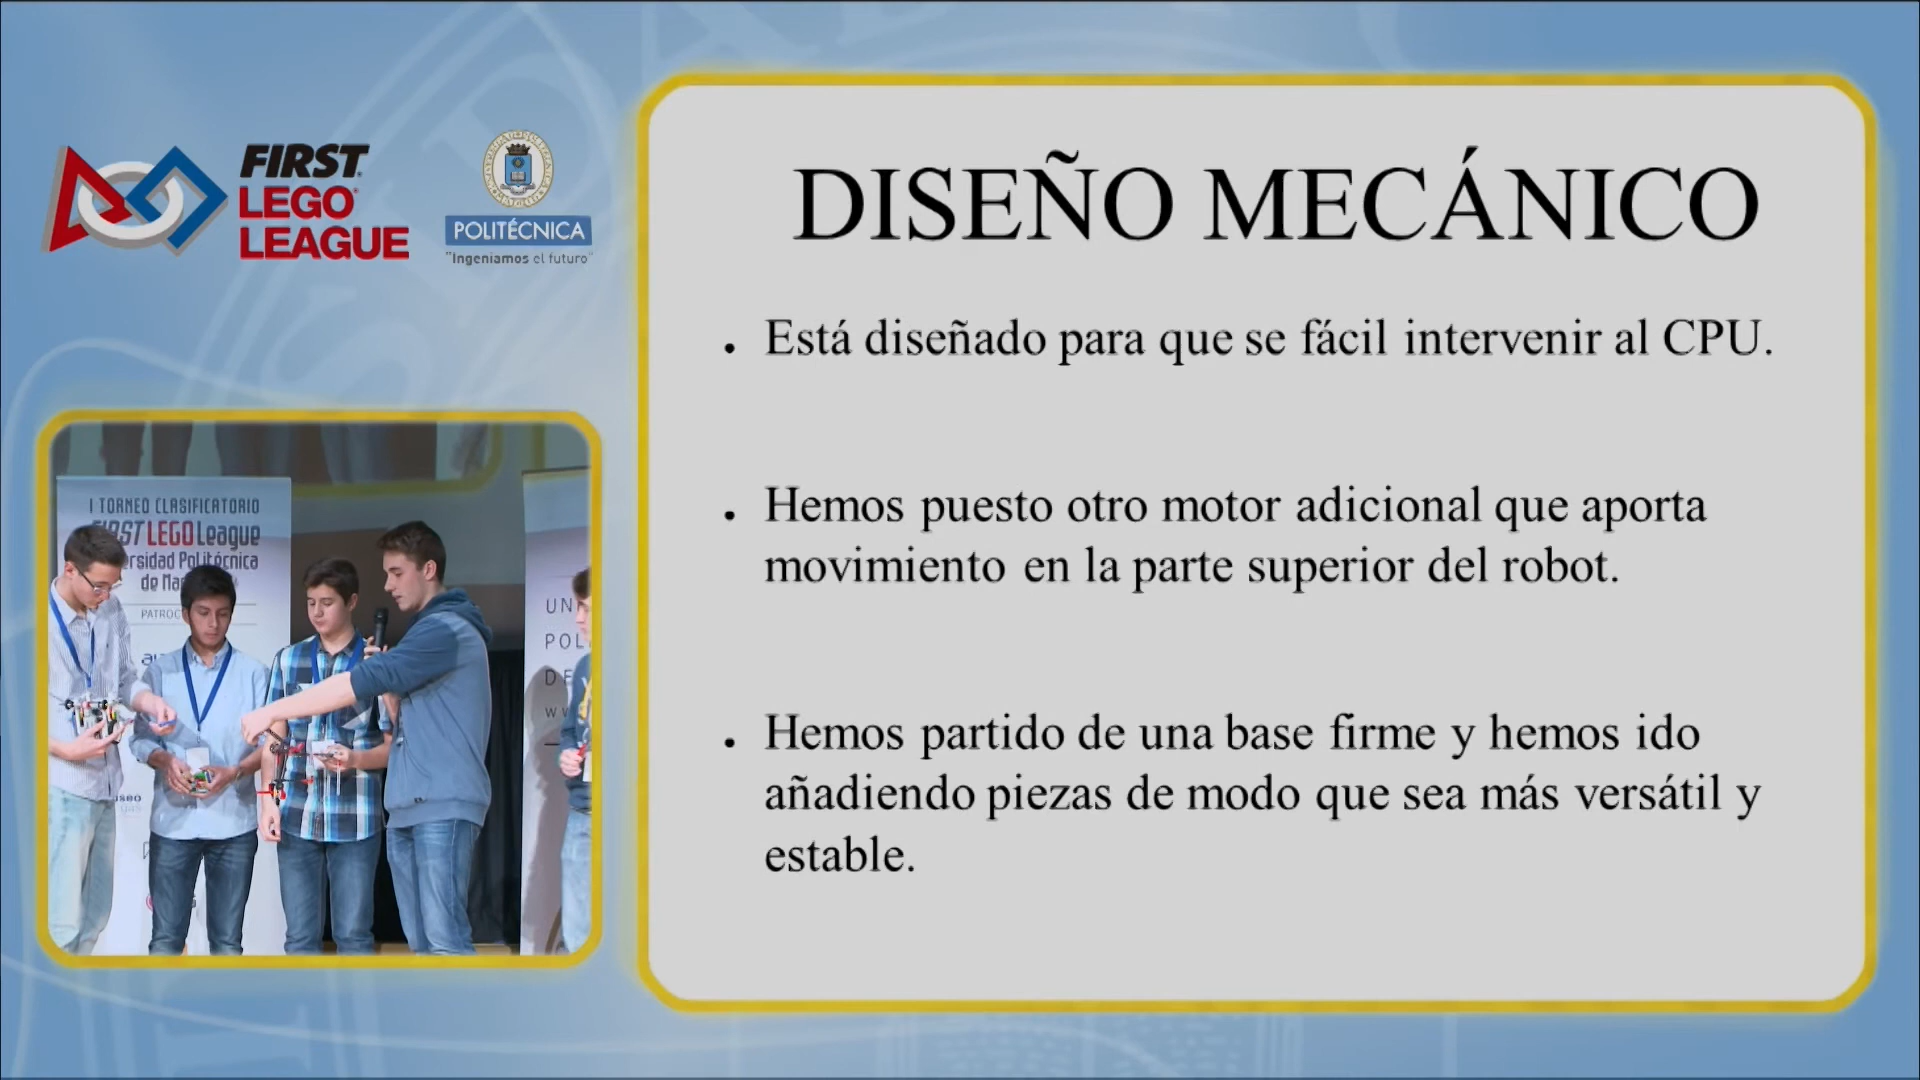 FIRST
LEGO
LEAGUE
POLITÉCNICA
"Ingeniamos el futuro"
DISEÑO MECÁNICO
Está diseñado para que se fácil intervenir al CPU.
Hemos puesto otro motor adicional que aporta
movimiento en la parte superior del robot.
Hemos partido de una base firme y hemos ido
añadiendo piezas de modo que sea más versátil y
estable.
I TORNEO CLASIFICATORIO
FIRST LEGO League
Politécnica
de